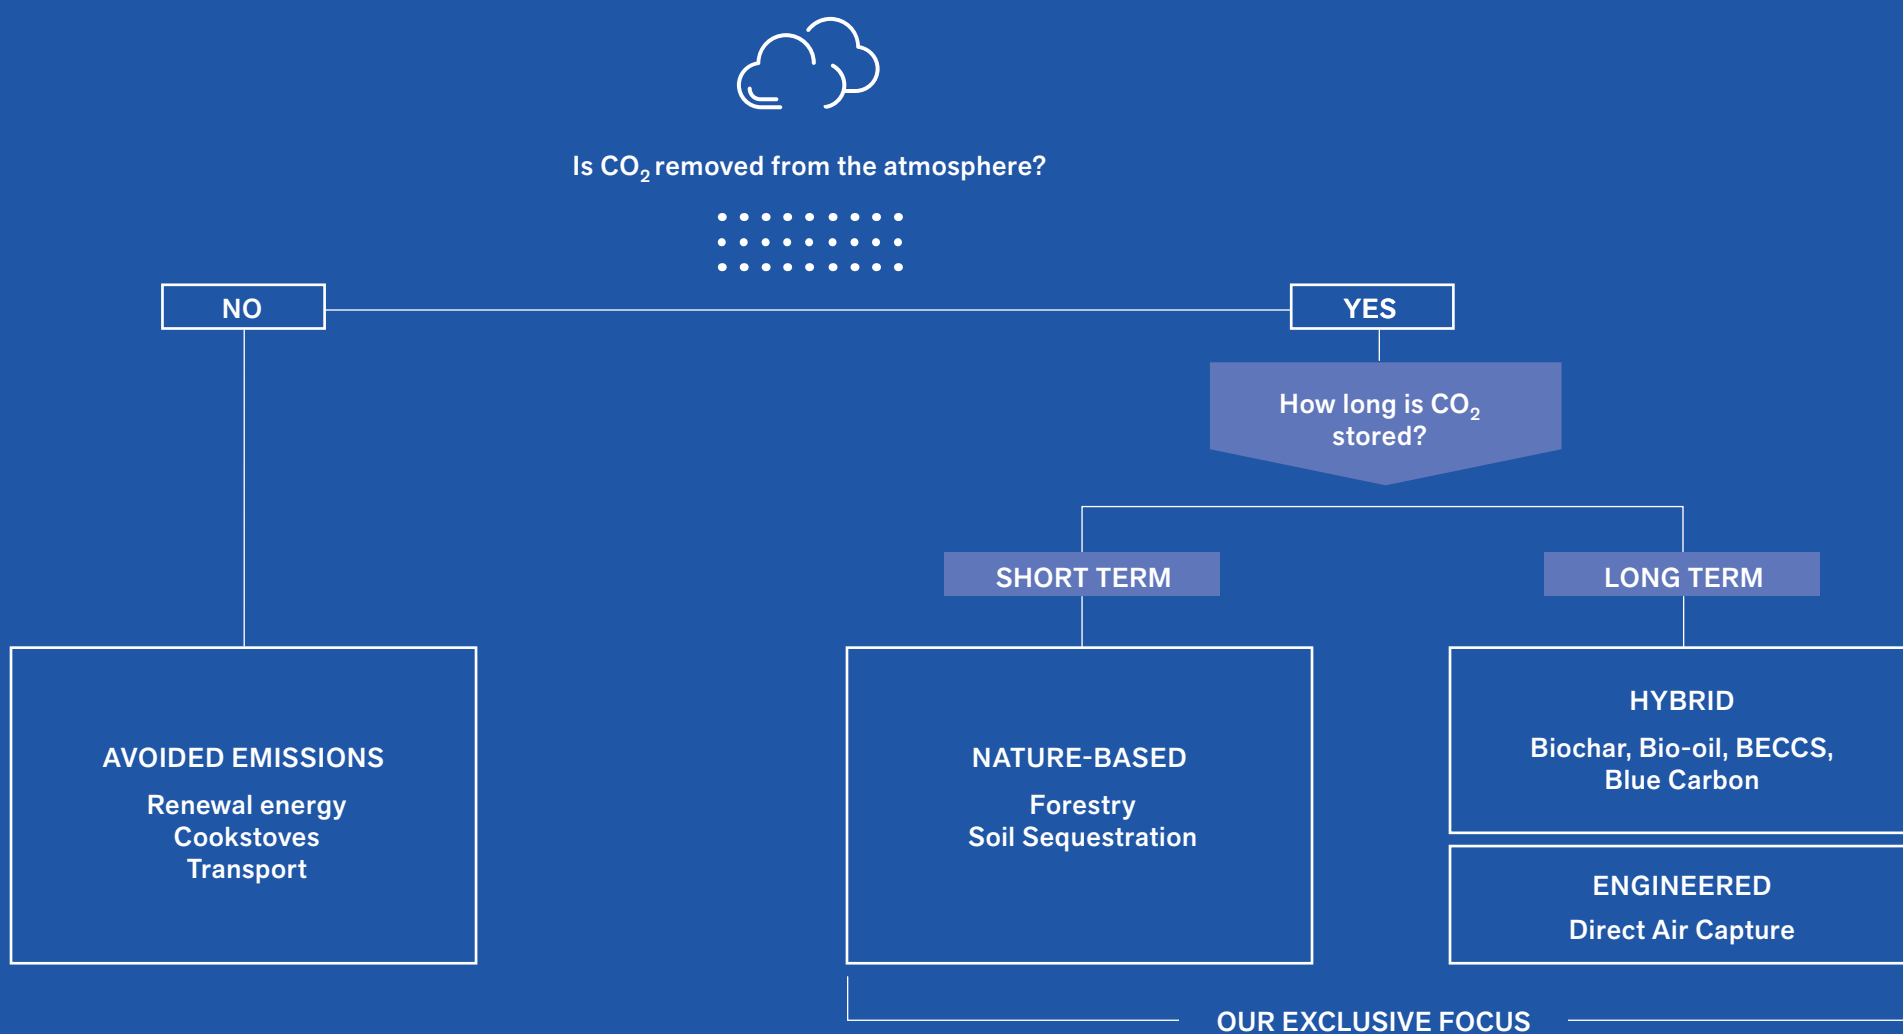 Is CO₂ removed from the atmosphere?
NO
YES
How long is CO₂
stored?
SHORT TERM
LONG TERM
AVOIDED EMISSIONS
Renewal energy
Cookstoves
Transport
NATURE-BASED
Forestry
Soil Sequestration
HYBRID
Biochar, Bio-oil, BECCS,
Blue Carbon
ENGINEERED
Direct Air Capture
OUR EXCLUSIVE FOCUS